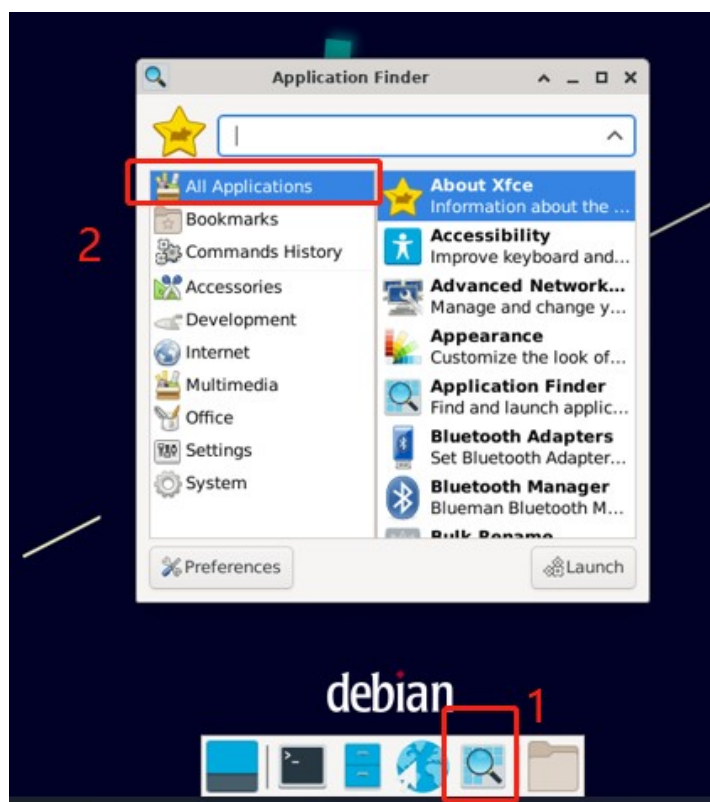 Application Finder
All Applications
Bookmarks
Commands History
Accessories
Development
Internet
Multimedia
Office
Settings
System
About Xfce
Information about the ...
Accessibility
Improve keyboard and...
Advanced Network...
Manage and change y...
Appearance
Customize the look of...
Application Finder
Find and launch applic...
Bluetooth Adapters
Set Bluetooth Adapter...
Bluetooth Manager
Blueman Bluetooth M...
Bulk Rename
2
Preferences
Launch
debian
1
>_